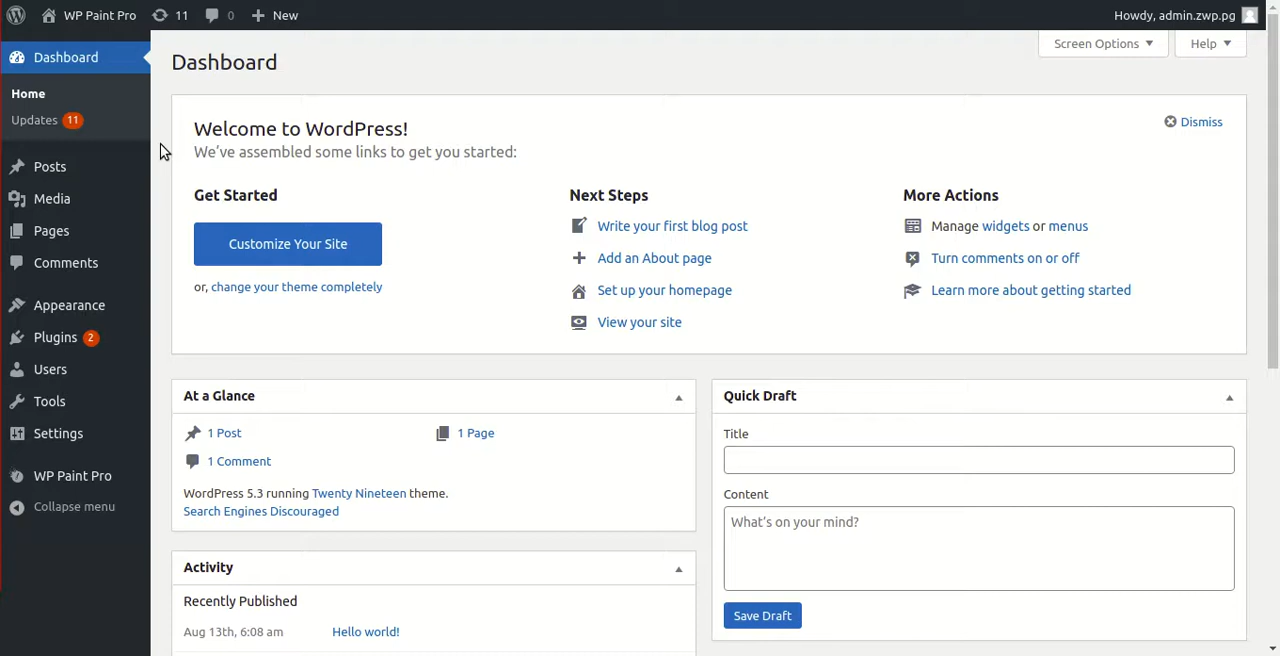 WP Paint Pro 11 0 New Howdy, admin.zwp.pg
Dashboard
Home
Updates 11
Posts
Media
Pages
Comments
Appearance
Plugins 2
Users
Tools
Settings
WP Paint Pro
Collapse menu
Screen Options Help
Dashboard
Welcome to WordPress!
We've assembled some links to get you started:
Dismiss
Get Started
Customize Your Site
or, change your theme completely
Next Steps
Write your first blog post
Add an About page
Set up your homepage
View your site
More Actions
Manage widgets or menus
Turn comments on or off
Learn more about getting started
At a Glance
1 Post 1 Page
1 Comment
WordPress 5.3 running Twenty Nineteen theme.
Search Engines Discouraged
Activity
Recently Published
Aug 13th, 6:08 am Hello world!
Quick Draft
Title
Content
What's on your mind?
Save Draft